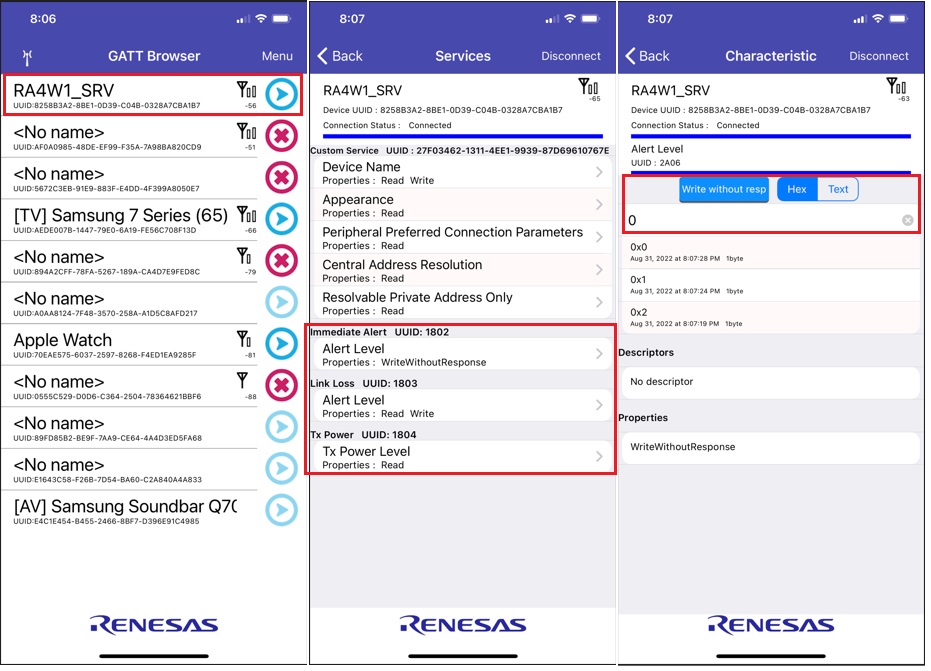 8:06
GATT Browser
Menu
RA4W1_SRV
-56
UUID:8258B3A2-8BE1-0D39-C04B-0328A7CBA1B7
<No name>
-51
UUID:AF0A0985-48DE-EF99-F35A-7A98BA820CD9
<No name>
UUID:5672C3EB-91E9-883F-E4DD-4F399A8050E7
[TV] Samsung 7 Series (65)
-66
UUID:AEDE007B-1447-79E0-6A19-FE56C708F13D
<No name>
-79
UUID:894A2CFF-78FA-5267-189A-CA4D7E9FED8C
<No name>
UUID:A0AA8124-7F48-3570-258A-A1D5C8AFD217
Apple Watch
-81
UUID:70EAE575-6037-2597-8268-F4ED1EA9285F
<No name>
-88
UUID:0555C529-D0D6-C364-2504-78364621BBF6
<No name>
UUID:89FD85B2-BE9F-7AA9-CE64-4A4D3ED5FA68
<No name>
UUID:E1643C58-F26B-7D54-BA60-C2A840A4A833
[AV] Samsung Soundbar Q70
UUID:E4C1E454-B455-2466-8BF7-D396E91C4985
RENESAS
8:07
Back
Services
Disconnect
RA4W1_SRV
-65
Device UUID : 8258B3A2-8BE1-0D39-C04B-0328A7CBA1B7
Connection Status : Connected
Custom Service UUID : 27F03462-1311-4EE1-9939-87D69610767E
Device Name
Properties : Read Write
Appearance
Properties : Read
Peripheral Preferred Connection Parameters
Properties : Read
Central Address Resolution
Properties : Read
Resolvable Private Address Only
Properties : Read
Immediate Alert UUID: 1802
Alert Level
Properties : WriteWithoutResponse
Link Loss UUID: 1803
Alert Level
Properties : Read Write
Tx Power UUID: 1804
Tx Power Level
Properties : Read
RENESAS
8:07
Back
Characteristic
Disconnect
RA4W1_SRV
-63
Device UUID : 8258B3A2-8BE1-0D39-C04B-0328A7CBA1B7
Connection Status : Connected
Alert Level
UUID : 2A06
Write without resp
Hex
Text
0
0x0
Aug 31, 2022 at 8:07:28 PM 1byte
0x1
Aug 31, 2022 at 8:07:24 PM 1byte
0x2
Aug 31, 2022 at 8:07:19 PM 1byte
Descriptors
No descriptor
Properties
WriteWithoutResponse
RENESAS